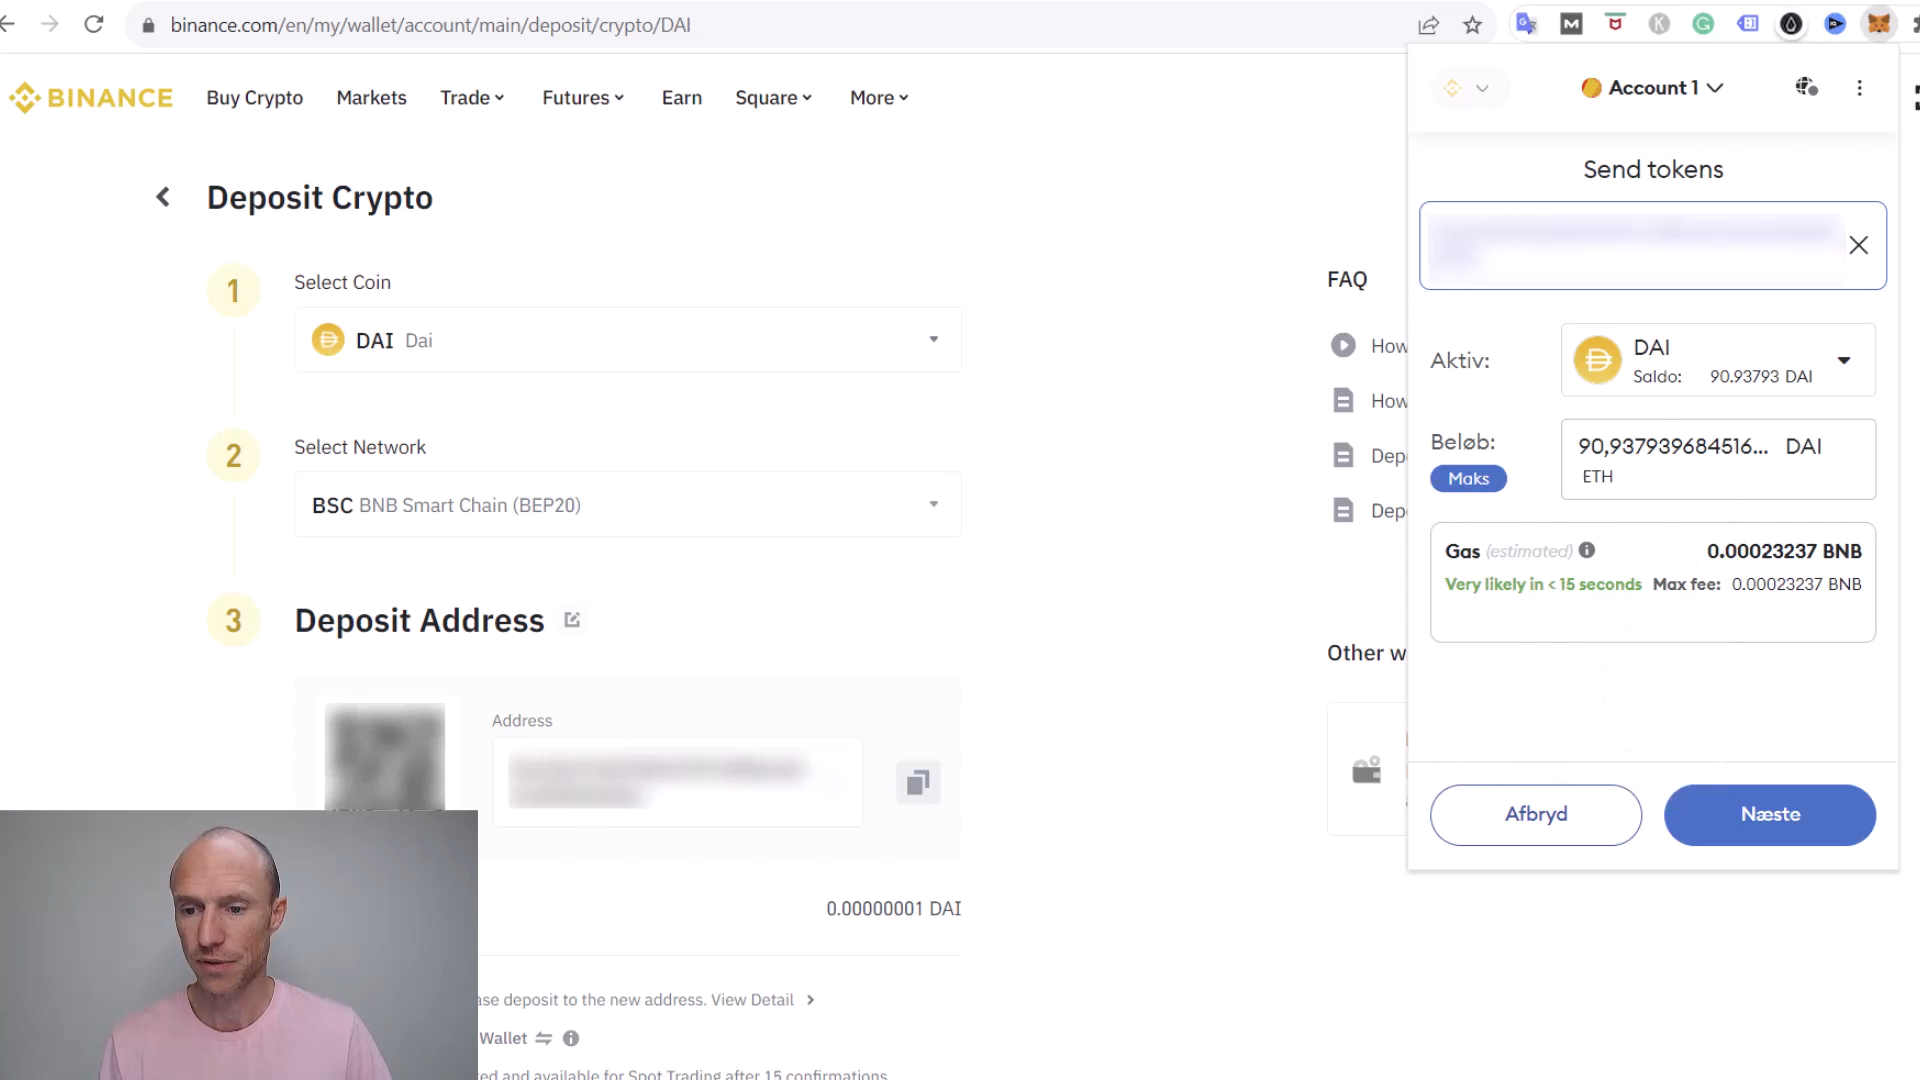 binance.com/en/my/wallet/account/main/deposit/crypto/DAI
BINANCE
Buy Crypto
Markets
Trade
Futures
Earn
Square
More
Deposit Crypto
1
Select Coin
DAI Dai
2
Select Network
BSC BNB Smart Chain (BEP20)
3
Deposit Address
Address
0.00000001 DAI
deposit to the new address. View Detail
Wallet
and available for Spot Trading after 15 confirmations
FAQ
How
How
Other
Account 1
Send tokens
Aktiv:
DAI
Saldo: 90.93793 DAI
Beløb:
Maks
90,937939684516... DAI
ETH
Gas (estimated)
0.00023237 BNB
Very likely in < 15 seconds Max fee: 0.00023237 BNB
Afbryd
Næste